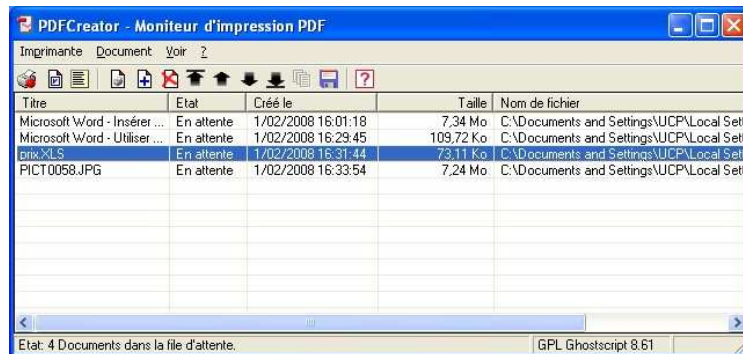 PDFCreator - Moniteur d'impression PDF
Imprimante Document Voir ?
Titre Etat Créé le Taille Nom de fichier
Microsoft Word - Insérer ... En attente 1/02/2008 16:01:18 7,34 Mo C:\Documents and Settings\UCP\Local Set
Microsoft Word - Utiliser ... En attente 1/02/2008 16:29:45 109,72 Ko C:\Documents and Settings\UCP\Local Set
prix.XLS En attente 1/02/2008 16:31:44 73,11 Ko C:\Documents and Settings\UCP\Local Set
PICT0058.JPG En attente 1/02/2008 16:33:54 7,24 Mo C:\Documents and Settings\UCP\Local Set
Etat: 4 Documents dans la file d'attente. GPL Ghostscript 8.61